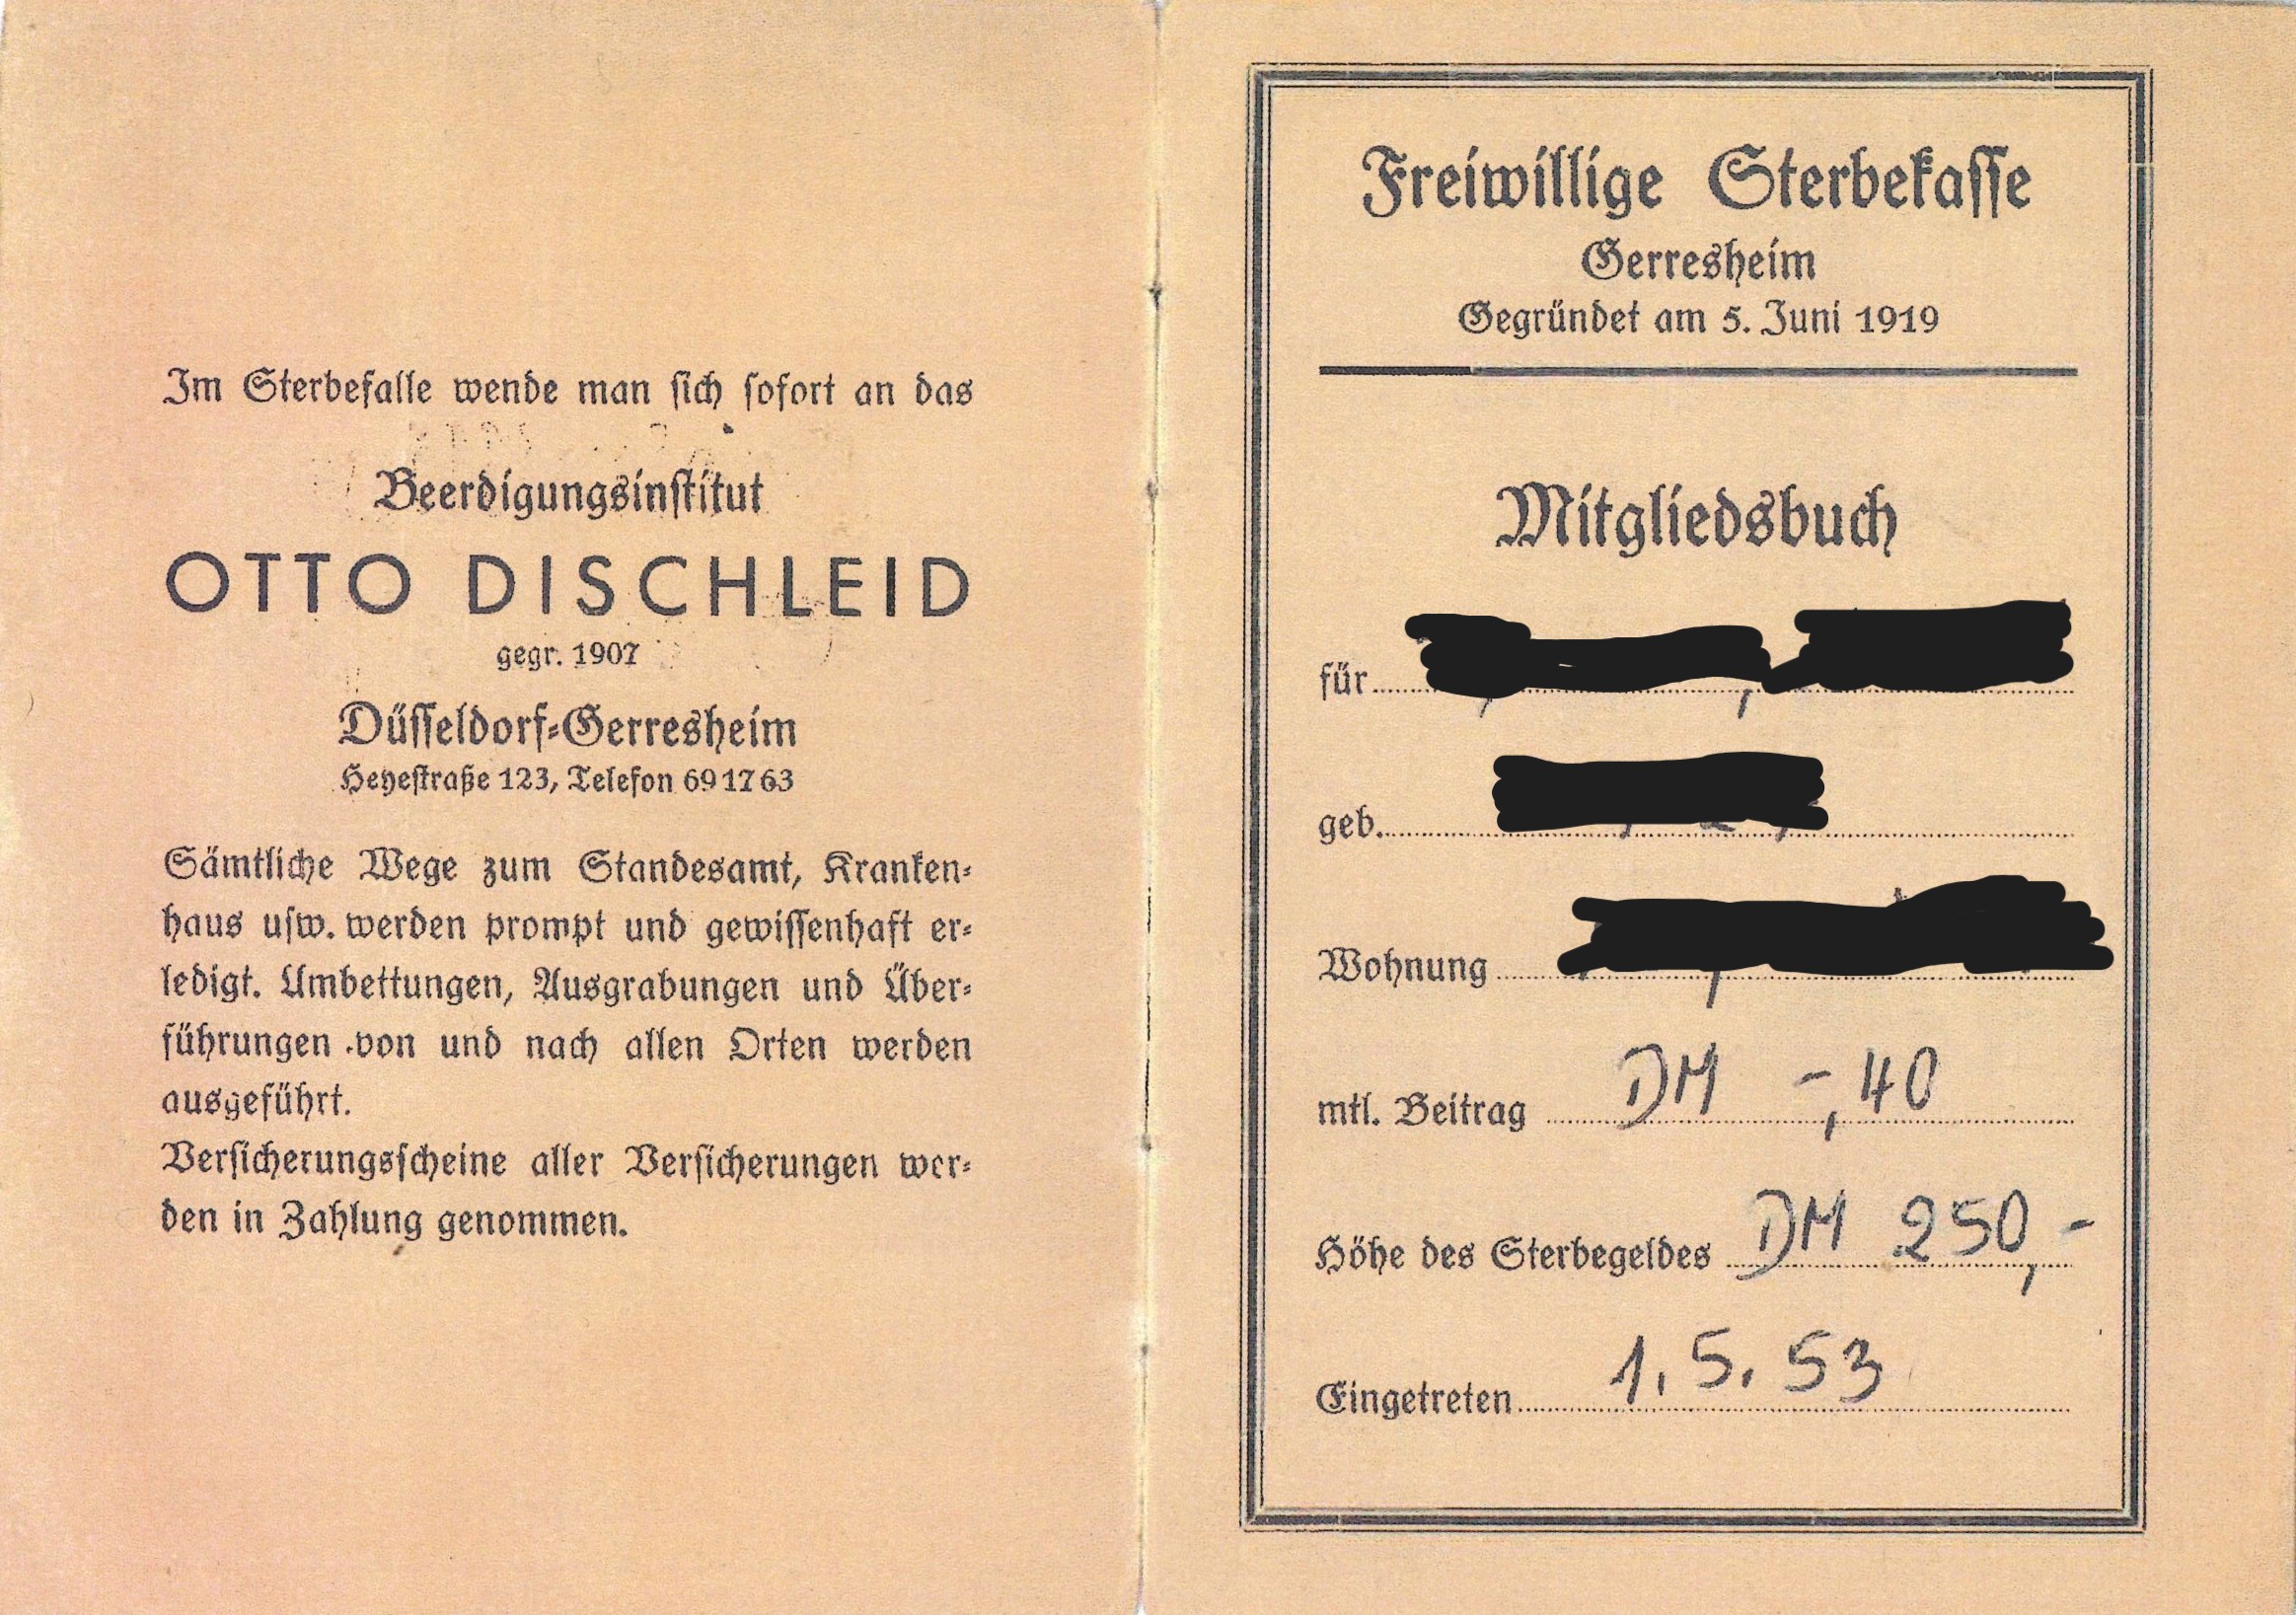 Im Sterbefalle wende man sich sofort an das
Beerdigungsinstitut
OTTO DISCHLEID
gegr. 1907
Düsseldorf-Gerresheim
Heyestraße 123, Telefon 691763
Sämtliche Wege zum Standesamt, Kranken-
haus usw. werden prompt und gewissenhaft er-
ledigt. Umbettungen, Ausgrabungen und Über-
führungen von und nach allen Orten werden
ausgeführt.
Versicherungsscheine aller Versicherungen wer-
den in Zahlung genommen.
Freiwillige Sterbekasse
Gerresheim
Gegründet am 5. Juni 1919
Mitgliedsbuch
für
geb.
Wohnung
mtl. Beitrag DM -,40
Höhe des Sterbegeldes DM 250,-
Eingetreten 1.5.53